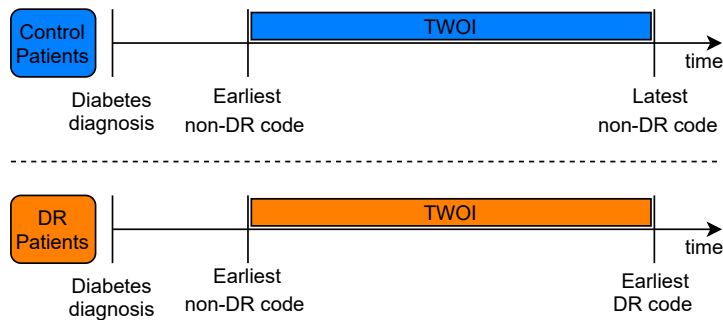 Control
Patients
TWOI
time
Diabetes
diagnosis
Earliest
non-DR code
Latest
non-DR code
DR
Patients
TWOI
time
Diabetes
diagnosis
Earliest
non-DR code
Earliest
DR code